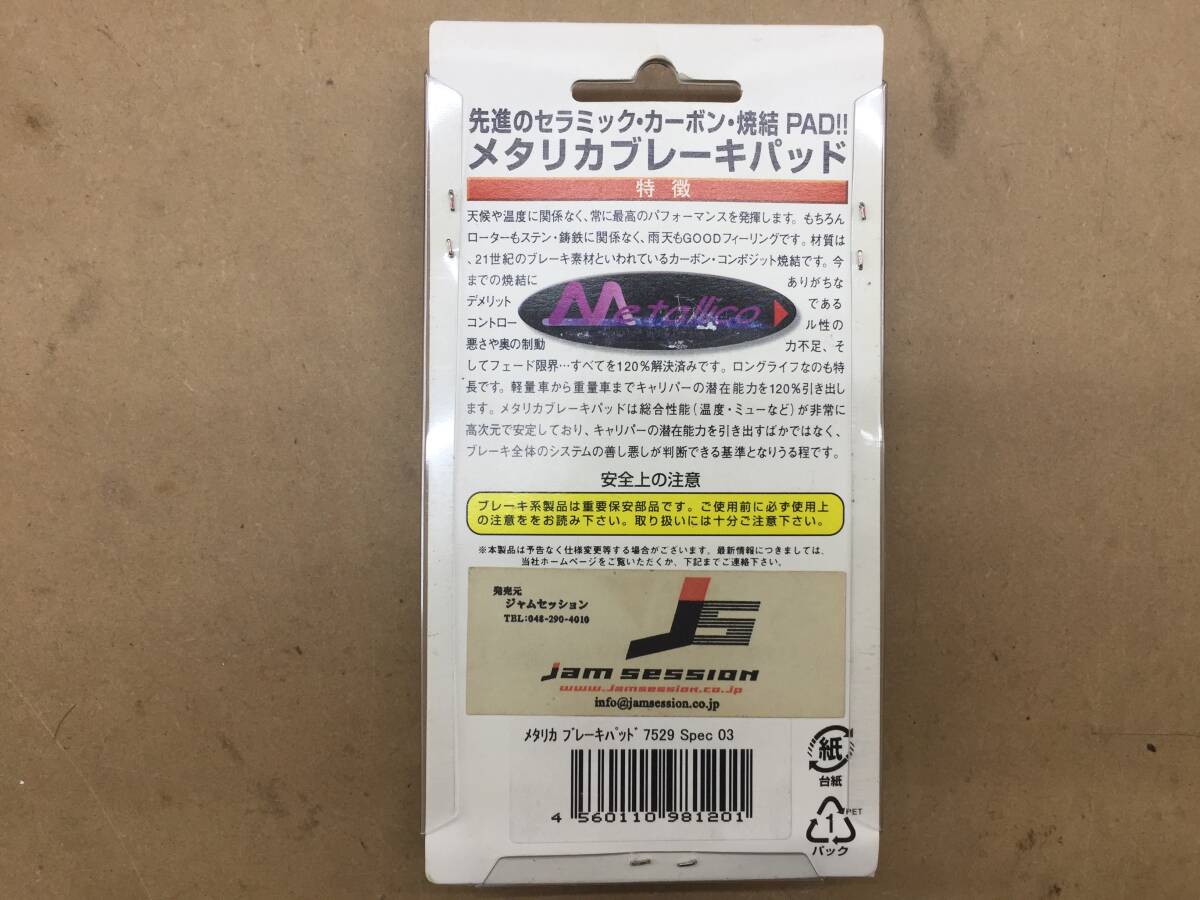 先進のセラミック・カーボン・焼結 PAD!!
メタリカブレーキパッド
特徴
天候や温度に関係なく、常に最高のパフォーマンスを発揮します。もちろん
ローターもステン・鋳鉄に関係なく、雨天もGOODフィーリングです。材質は
、21世紀のブレーキ素材といわれているカーボン・コンポジット焼結です。今
までの焼結に ありがちな
デメリット である
コントロー ル性の
悪さや奥の制動 力不足、そ
してフェード限界…すべてを120%解決済みです。ロングライフなのも特
長です。軽量車から重量車までキャリパーの潜在能力を120%引き出し
ます。メタリカブレーキパッドは総合性能(温度・ミューなど)が非常に
高次元で安定しており、キャリパーの潜在能力を引き出すばかではなく、
ブレーキ全体のシステムの善し悪しが判断できる基準となりうる程です。
Metallico
安全上の注意
ブレーキ系製品は重要保安部品です。ご使用前に必ず使用上
の注意ををお読み下さい。取り扱いには十分ご注意下さい。
※本製品は予告なく仕様変更等する場合がございます。最新情報につきましては、
当社ホームページをご覧いただくか、下記までご連絡下さい。
発売元
ジャムセッション
TEL:048-290-4010
JS
Jam session
www.jamsession.co.jp
info@jamsession.co.jp
メタリカ ブレーキパッド 7529 Spec 03
4 560110 981201
紙
台紙
1
PET
パック